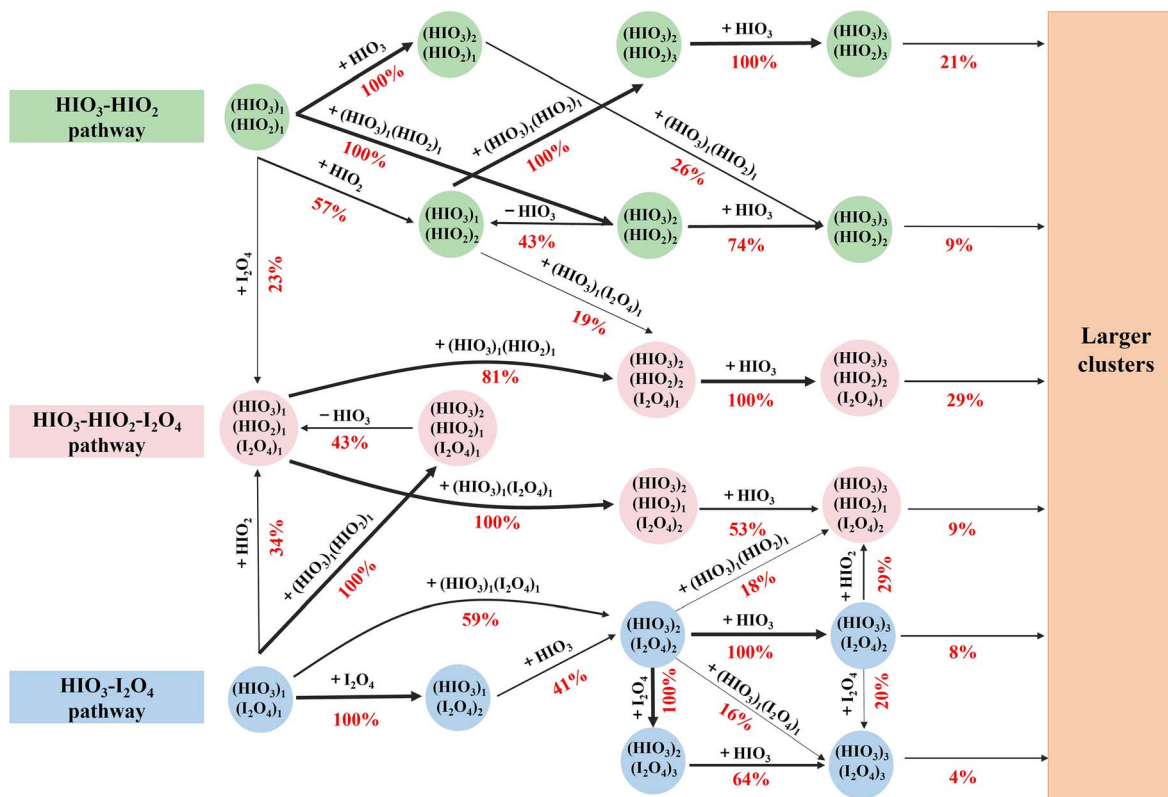 (HIO₃)₂
(HIO₂)₁
(HIO₃)₂
(HIO₂)₃
+ HIO₃
100%
(HIO₃)₃
(HIO₂)₃
21%
+ HIO₃
100%
HIO₃-HIO₂
pathway
(HIO₃)₁
(HIO₂)₁
+ (HIO₃)₁(HIO₂)₁
100%
+ (HIO₃)₁(HIO₂)₁
100%
+ (HIO₃)₁(HIO₂)₁
26%
+ HIO₂
57%
(HIO₃)₁
(HIO₂)₂
− HIO₃
43%
(HIO₃)₂
(HIO₂)₂
+ HIO₃
74%
(HIO₃)₃
(HIO₂)₂
9%
+ I₂O₄
23%
+ (HIO₃)₁(I₂O₄)₁
19%
Larger
clusters
+ (HIO₃)₁(HIO₂)₁
81%
(HIO₃)₂
(HIO₂)₂
(I₂O₄)₁
+ HIO₃
100%
(HIO₃)₃
(HIO₂)₂
(I₂O₄)₁
29%
HIO₃-HIO₂-I₂O₄
pathway
(HIO₃)₁
(HIO₂)₁
(I₂O₄)₁
− HIO₃
43%
(HIO₃)₂
(HIO₂)₁
(I₂O₄)₁
+ (HIO₃)₁(I₂O₄)₁
100%
(HIO₃)₂
(HIO₂)₁
(I₂O₄)₂
+ HIO₃
53%
(HIO₃)₃
(HIO₂)₁
(I₂O₄)₂
9%
+ HIO₂
34%
+ (HIO₃)₁(HIO₂)₁
100%
+ (HIO₃)₁(HIO₂)₁
18%
+ HIO₂
29%
+ (HIO₃)₁(I₂O₄)₁
59%
(HIO₃)₂
(I₂O₄)₂
+ HIO₃
100%
(HIO₃)₃
(I₂O₄)₂
8%
HIO₃-I₂O₄
pathway
(HIO₃)₁
(I₂O₄)₁
+ I₂O₄
100%
(HIO₃)₁
(I₂O₄)₂
+ HIO₃
41%
+ I₂O₄
100%
+ (HIO₃)₁(I₂O₄)₁
16%
+ I₂O₄
20%
(HIO₃)₂
(I₂O₄)₃
+ HIO₃
64%
(HIO₃)₃
(I₂O₄)₃
4%